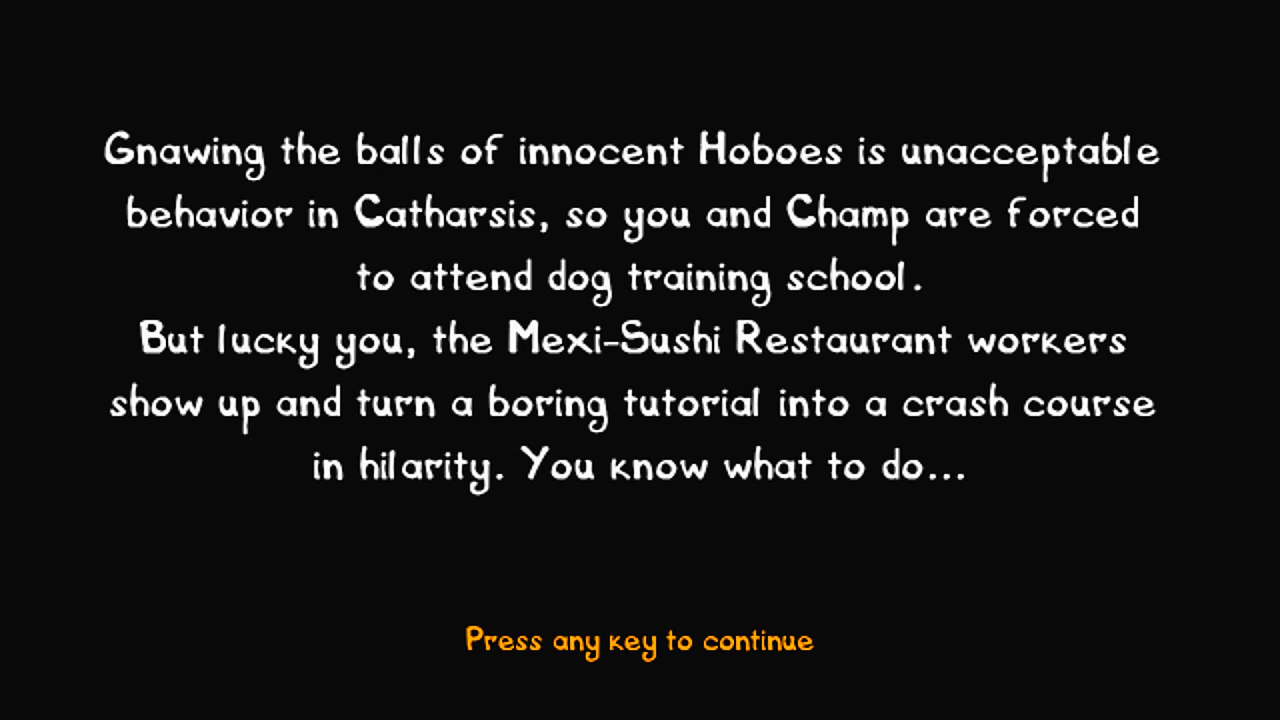 Gnawing the balls of innocent Hoboes is unacceptable
behavior in Catharsis, so you and Champ are forced
to attend dog training school.
But lucky you, the Mexi-Sushi Restaurant workers
show up and turn a boring tutorial into a crash course
in hilarity. You know what to do...
Press any key to continue